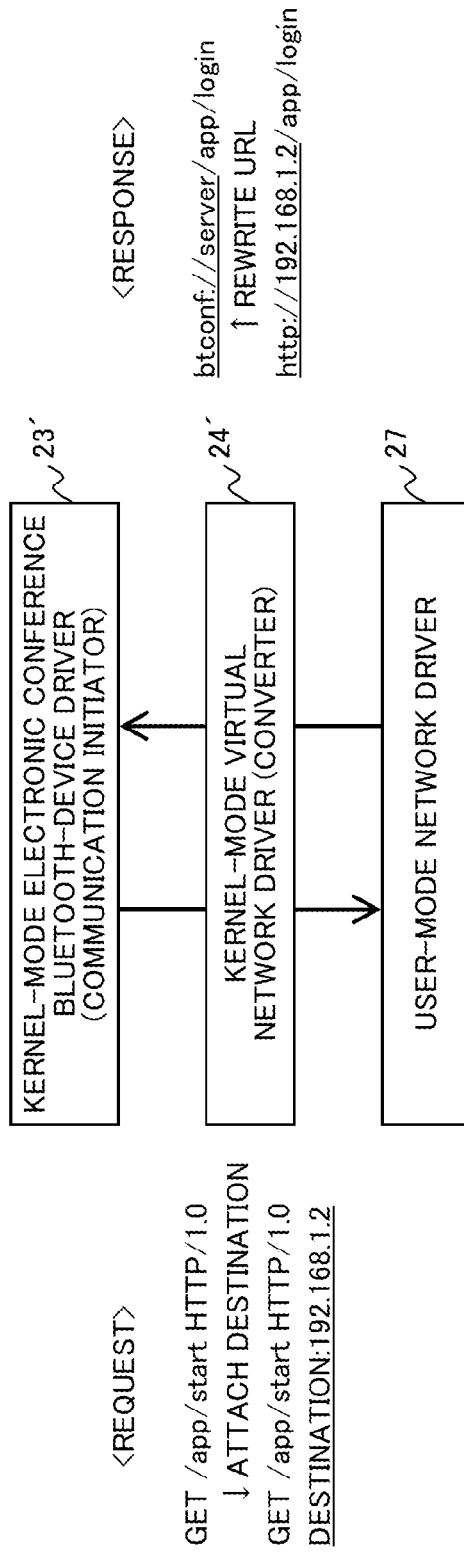 <REQUEST>
GET /app/start HTTP/1.0
↓ ATTACH DESTINATION
GET /app/start HTTP/1.0
DESTINATION:192.168.1.2
KERNEL-MODE ELECTRONIC CONFERENCE
BLUETOOTH-DEVICE DRIVER
(COMMUNICATION INITIATOR)
23´
KERNEL-MODE VIRTUAL
NETWORK DRIVER (CONVERTER)
24´
USER-MODE NETWORK DRIVER
27
<RESPONSE>
btconf://server/app/login
↑ REWRITE URL
http://192.168.1.2/app/login